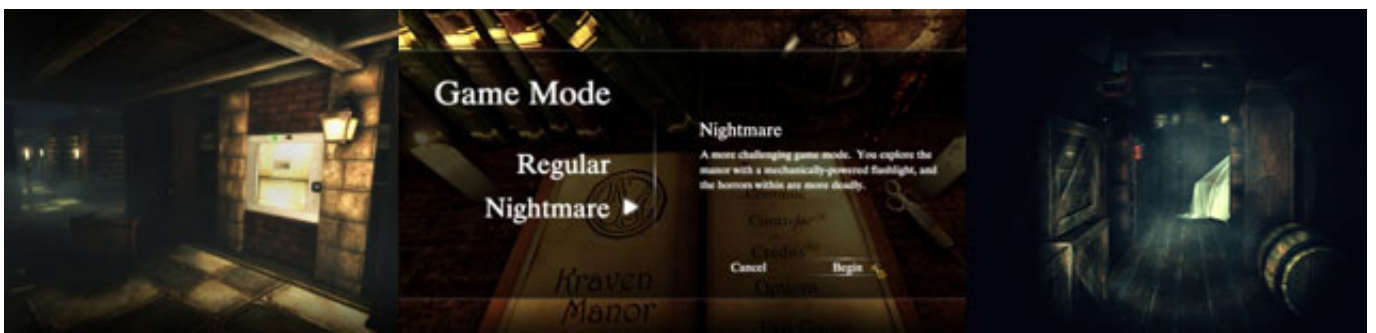 Game Mode
Regular
Nightmare
Nightmare
A more challenging game mode. You explore the
manor with a mechanically-powered flashlight, and
the horrors within are more deadly.
Controls
Credits
Cancel
Begin
Options
Kraven
Manor